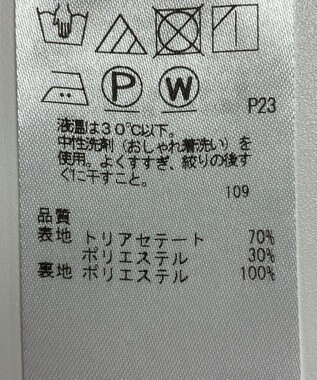 P W P23
液温は30℃以下。
中性洗剤（おしゃれ着洗い）を
使用。よくすすぎ、絞りの後す
ぐに干すこと。
109
品質
表地 トリアセテート 70%
ポリエステル 30%
裏地 ポリエステル 100%